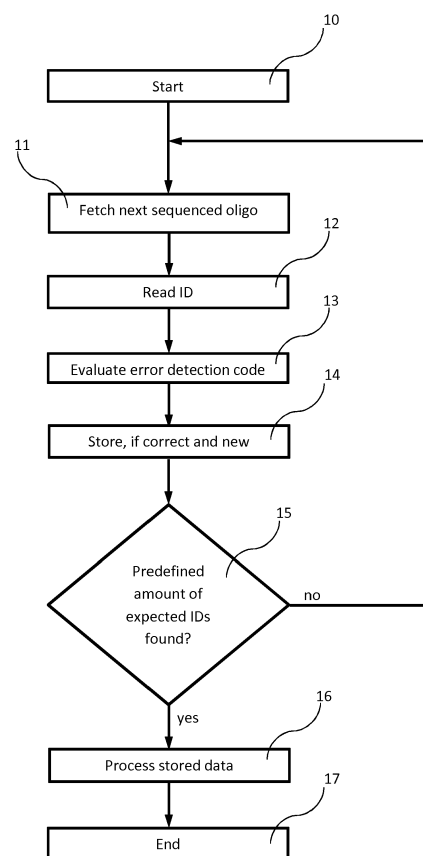 10
Start
11
Fetch next sequenced oligo
12
Read ID
13
Evaluate error detection code
14
Store, if correct and new
15
Predefined
amount of
expected IDs
found?
no
yes
16
Process stored data
17
End